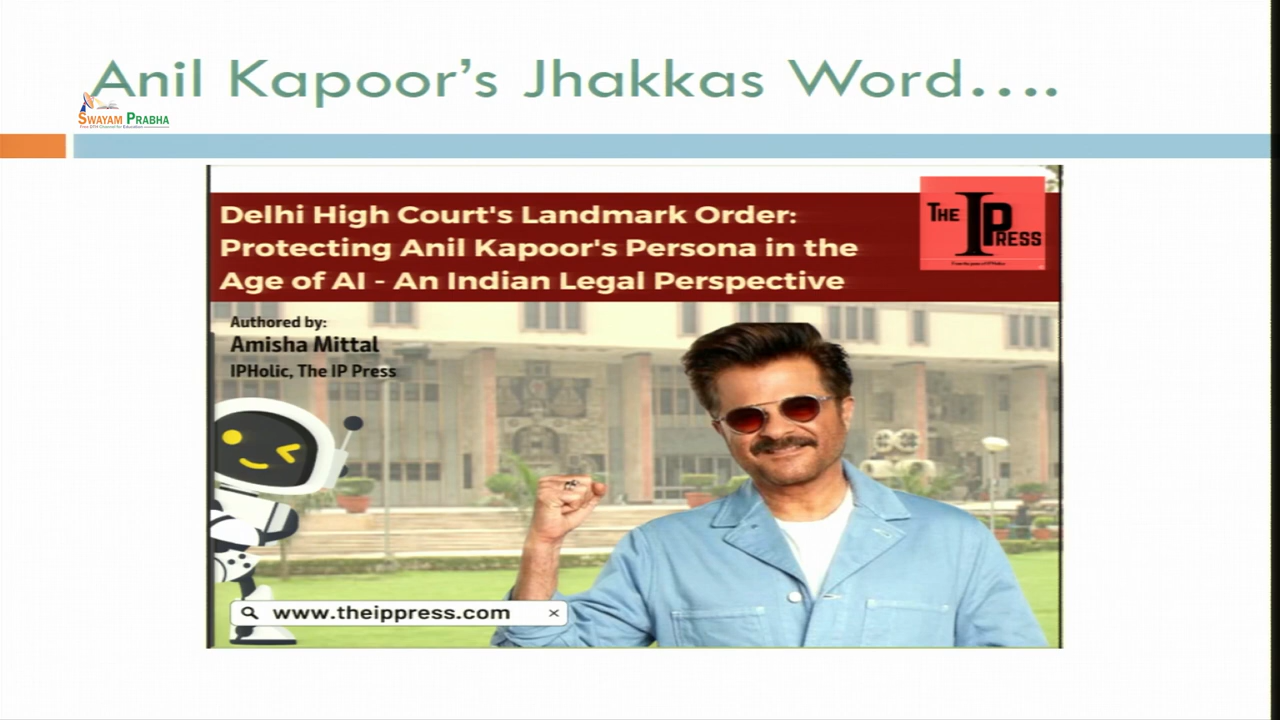 Anil Kapoor's Jhakkas Word....
SWAYAM PRABHA
Delhi High Court's Landmark Order:
Protecting Anil Kapoor's Persona in the
Age of AI - An Indian Legal Perspective
THE IP PRESS
Authored by:
Amisha Mittal
IPHolic, The IP Press
www.theippress.com